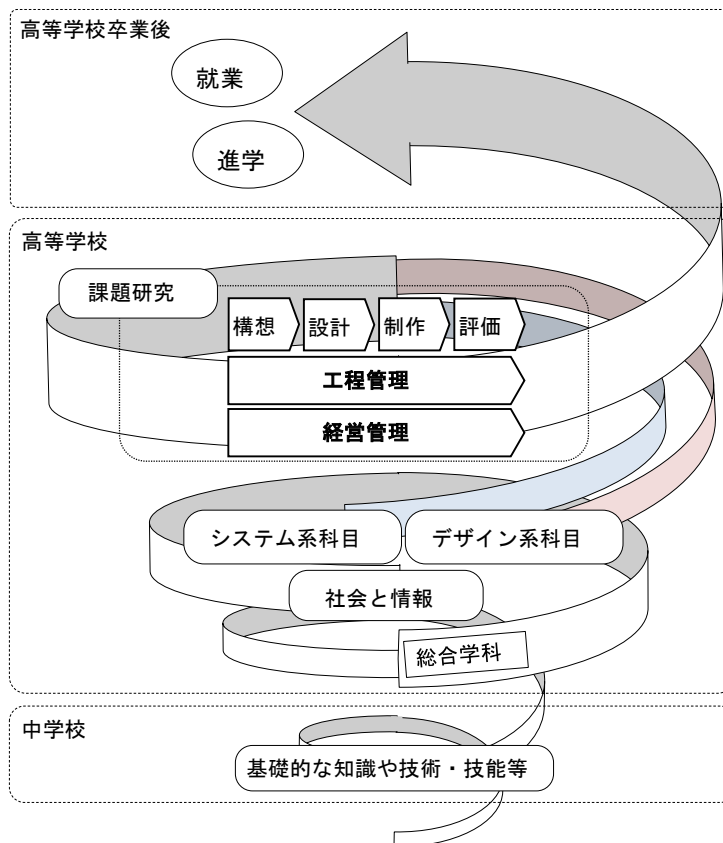 高等学校卒業後
就業
進学
高等学校
課題研究
構想
設計
制作
評価
工程管理
経営管理
システム系科目
デザイン系科目
社会と情報
総合学科
中学校
基礎的な知識や技術・技能等